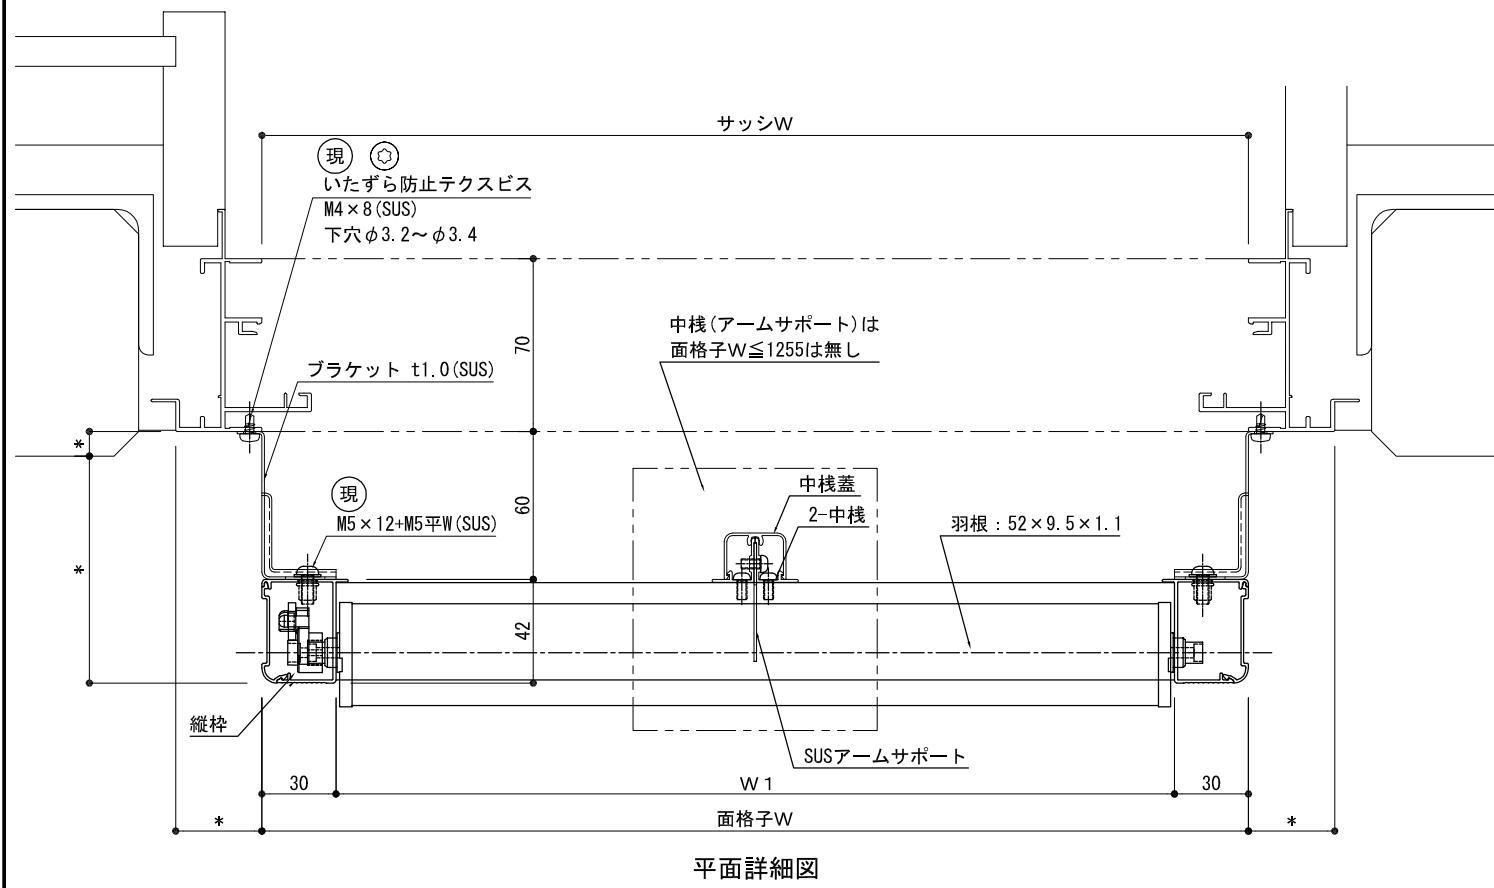 サッシW
現
いたずら防止テクスビス
M4×8(SUS)
下穴φ3.2～φ3.4
中桟(アームサポート)は
面格子W≦1255は無し
70
ブラケット t1.0(SUS)
*
現
M5×12+M5平W(SUS)
60
中桟蓋
2-中桟
羽根：52×9.5×1.1
*
42
縦枠
SUSアームサポート
30
W1
30
*
面格子W
*
平面詳細図